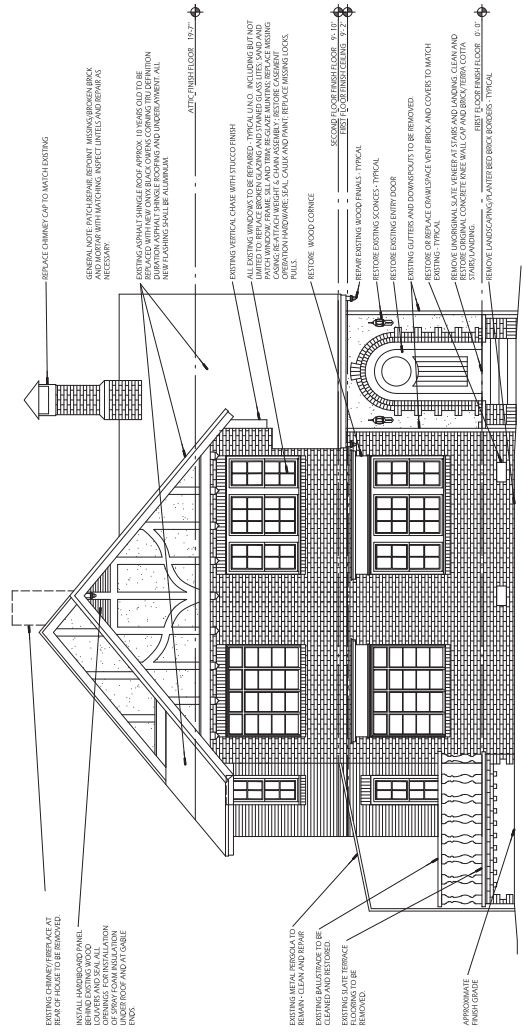 REPLACE CHIMNEY CAP TO MATCH EXISTING
GENERAL NOTE: PATCH,REPAIR, REPOINT MISSING/BROKEN BRICK
AND MORTAR WITH MATCHING. INSPECT LINTELS AND REPAIR AS
NECESSARY.
EXISTING ASPHALT SHINGLE ROOF APPROX. 10 YEARS OLD TO BE
REPLACED WITH NEW ONYX BLACK OWENS CORNING TRU DEFINITION
DURATION ASPHALT SHINGLE ROOFING AND UNDERLAYMENT. ALL
NEW FLASHING SHALL BE ALUMINUM.
ATTIC FINISH FLOOR 19'-7"
EXISTING VERTICAL CHASE WITH STUCCO FINISH
ALL EXISTING WINDOWS TO BE REPAIRED - TYPICAL U.N.O. INCLUDING BUT NOT
LIMITED TO: REPLACE BROKEN GLAZING AND STAINED GLASS LITES; SAND AND
PATCH WINDOW, FRAME, SILL AND TRIM; RE-GLAZE MUNTINS; REPLACE MISSING
CASING; RE-ATTACH WEIGHT & CHAIN ASSEMBLY ; RESTORE CASEMENT
OPERATION HARDWARE; SEAL, CAULK AND PAINT; REPLACE MISSING LOCKS,
PULLS.
RESTORE WOOD CORNICE
SECOND FLOOR FINISH FLOOR 9'-10"
FIRST FLOOR FINISH CEILING 9'-2"
REPAIR EXISTING WOOD FINIALS - TYPICAL
RESTORE EXISTING SCONCES - TYPICAL
RESTORE EXISTING ENTRY DOOR
EXISTING GUTTERS AND DOWNSPOUTS TO BE REMOVED.
RESTORE OR REPLACE CRAWLSPACE VENT BRICK AND COVERS TO MATCH
EXISTING - TYPICAL
REMOVE UNORIGINAL SLATE VENEER AT STAIRS AND LANDING. CLEAN AND
RESTORE ORIGINAL CONCRETE KNEE WALL CAP AND BRICK/TERRA COTTA
STAIRS/LANDING.
FIRST FLOOR FINISH FLOOR 0'-0"
REMOVE LANDSCAPING/PLANTER BED BRICK BORDERS - TYPICAL
EXISTING CHIMNEY/FIREPLACE AT
REAR OF HOUSE TO BE REMOVED.
INSTALL HARDBOARD PANEL
BEHIND EXISTING WOOD
LOUVERS AND SEAL ALL
OPENINGS FOR INSTALLATION
OF SPRAY FOAM INSULATION
UNDER ROOF AND AT GABLE
ENDS.
EXISTING METAL PERGOLA TO
REMAIN - CLEAN AND REPAIR
EXISTING BALUSTRADE TO BE
CLEANED AND RESTORED.
EXISTING SLATE TERRACE
FLOORING TO BE
REMOVED.
APPROXIMATE
FINISH GRADE